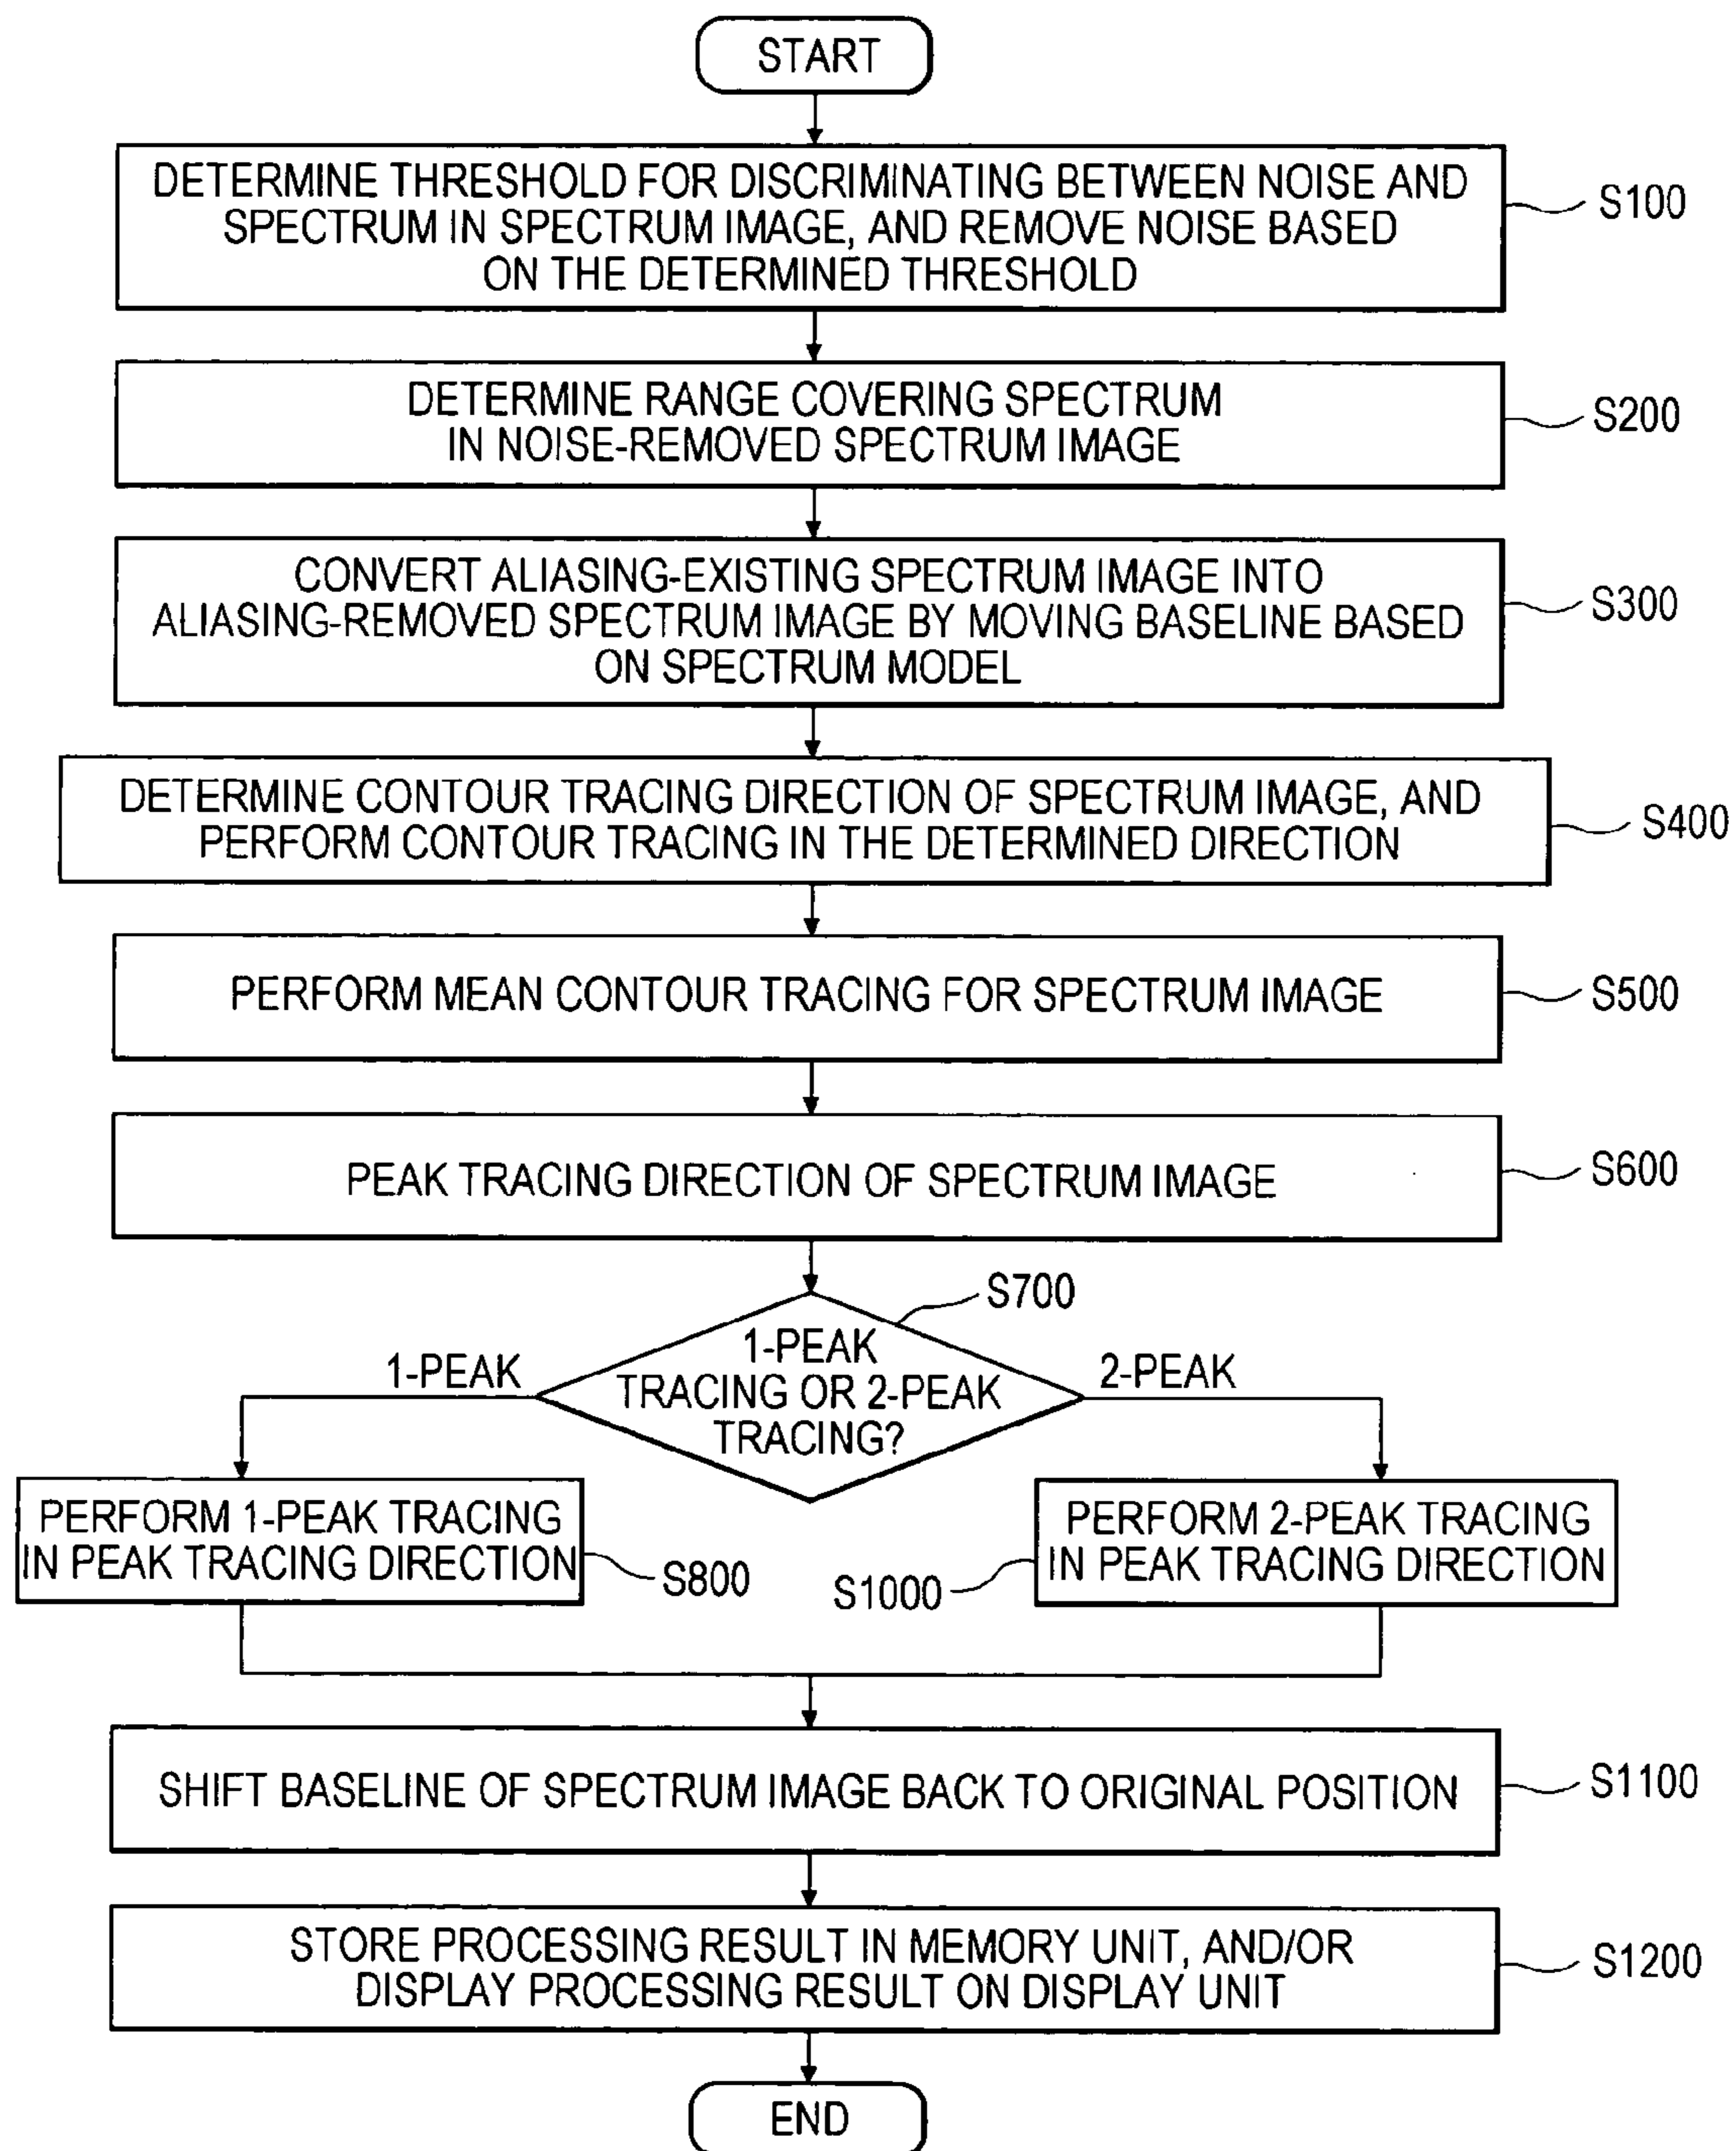 START
DETERMINE THRESHOLD FOR DISCRIMINATING BETWEEN NOISE AND
SPECTRUM IN SPECTRUM IMAGE, AND REMOVE NOISE BASED
ON THE DETERMINED THRESHOLD
S100
DETERMINE RANGE COVERING SPECTRUM
IN NOISE-REMOVED SPECTRUM IMAGE
S200
CONVERT ALIASING-EXISTING SPECTRUM IMAGE INTO
ALIASING-REMOVED SPECTRUM IMAGE BY MOVING BASELINE BASED
ON SPECTRUM MODEL
S300
DETERMINE CONTOUR TRACING DIRECTION OF SPECTRUM IMAGE, AND
PERFORM CONTOUR TRACING IN THE DETERMINED DIRECTION
S400
PERFORM MEAN CONTOUR TRACING FOR SPECTRUM IMAGE
S500
PEAK TRACING DIRECTION OF SPECTRUM IMAGE
S600
S700
1-PEAK
TRACING OR 2-PEAK
TRACING?
1-PEAK
2-PEAK
PERFORM 1-PEAK TRACING
IN PEAK TRACING DIRECTION
S800
PERFORM 2-PEAK TRACING
IN PEAK TRACING DIRECTION
S1000
SHIFT BASELINE OF SPECTRUM IMAGE BACK TO ORIGINAL POSITION
S1100
STORE PROCESSING RESULT IN MEMORY UNIT, AND/OR
DISPLAY PROCESSING RESULT ON DISPLAY UNIT
S1200
END